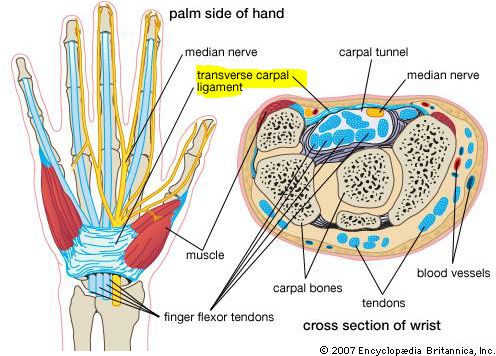 palm side of hand
median nerve
transverse carpal
ligament
carpal tunnel
median nerve
muscle
finger flexor tendons
carpal bones
tendons
blood vessels
cross section of wrist
© 2007 Encyclopædia Britannica, Inc.